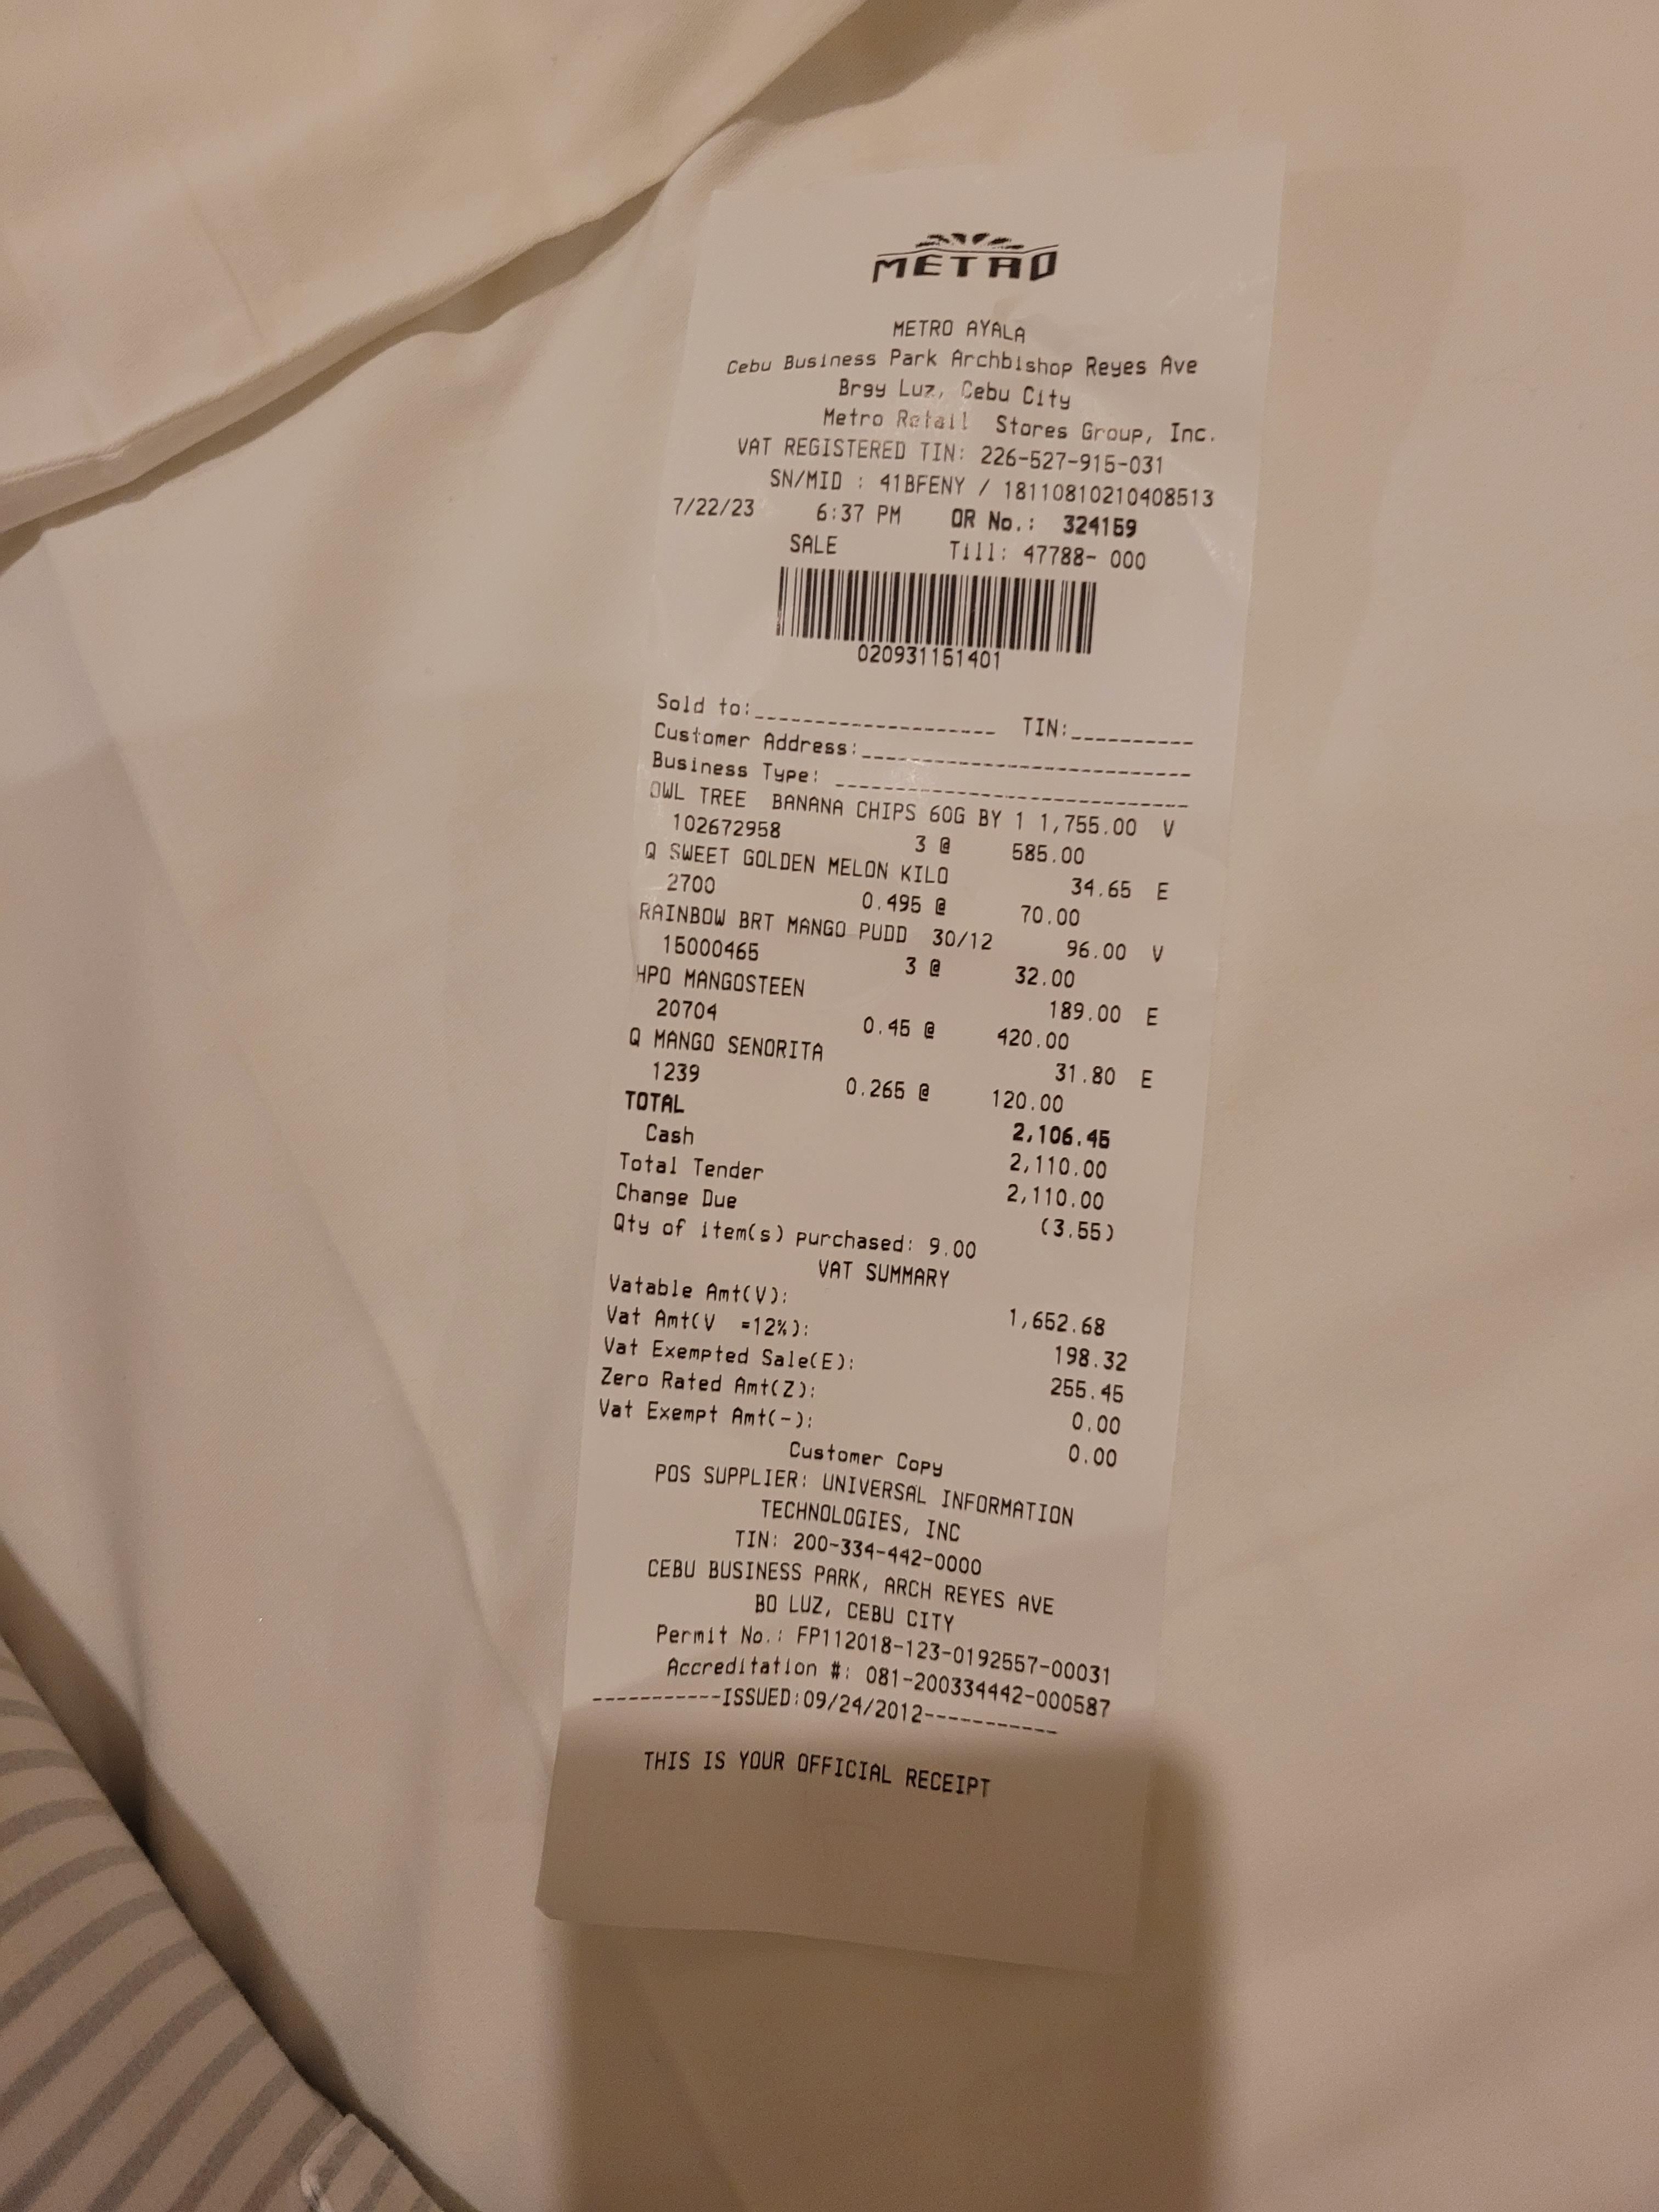 METRO
METRO AYALA
Cebu Business Park Archbishop Reyes Ave
Brgy Luz, Cebu City
Metro Retail Stores Group, Inc.
VAT REGISTERED TIN: 226-527-915-031
SN/MID : 41BFENY / 18110810210408513
7/22/23 6:37 PM OR No.: 324159
SALE Till: 47788- 000
020931151401
Sold to:____________________ TIN:__________
Customer Address:___________________________
Business Type: _____________________________
OWL TREE BANANA CHIPS 60G BY 1 1,755.00 V
102672958 3 @ 585.00
Q SWEET GOLDEN MELON KILO 34.65 E
2700 0.495 @ 70.00
RAINBOW BRT MANGO PUDD 30/12 96.00 V
15000465 3 @ 32.00
HPO MANGOSTEEN 189.00 E
20704 0.45 @ 420.00
Q MANGO SENORITA 31.80 E
1239 0.265 @ 120.00
TOTAL 2,106.45
Cash 2,110.00
Total Tender 2,110.00
Change Due (3.55)
Qty of item(s) purchased: 9.00
VAT SUMMARY
Vatable Amt(V): 1,652.68
Vat Amt(V =12%): 198.32
Vat Exempted Sale(E): 255.45
Zero Rated Amt(Z): 0.00
Vat Exempt Amt(-): 0.00
Customer Copy
POS SUPPLIER: UNIVERSAL INFORMATION
TECHNOLOGIES, INC
TIN: 200-334-442-0000
CEBU BUSINESS PARK, ARCH REYES AVE
BO LUZ, CEBU CITY
Permit No.: FP112018-123-0192557-00031
Accreditation #: 081-200334442-000587
-----------ISSUED:09/24/2012-----------
THIS IS YOUR OFFICIAL RECEIPT